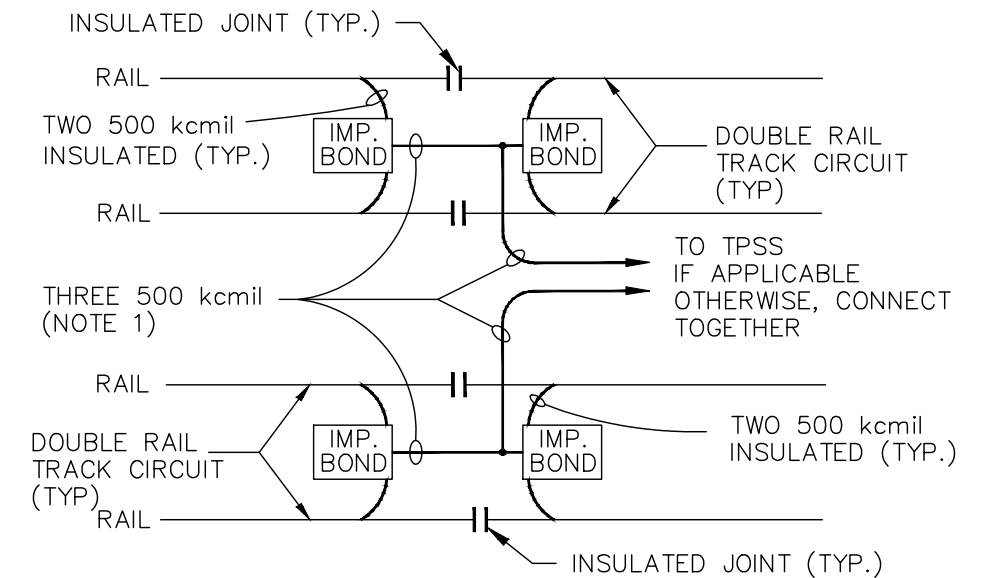 INSULATED JOINT (TYP.)
RAIL
TWO 500 kcmil
INSULATED (TYP.)
IMP.
BOND
IMP.
BOND
DOUBLE RAIL
TRACK CIRCUIT
(TYP)
RAIL
TO TPSS
IF APPLICABLE
OTHERWISE, CONNECT
TOGETHER
THREE 500 kcmil
(NOTE 1)
RAIL
DOUBLE RAIL
TRACK CIRCUIT
(TYP)
IMP.
BOND
IMP.
BOND
TWO 500 kcmil
INSULATED (TYP.)
RAIL
INSULATED JOINT (TYP.)